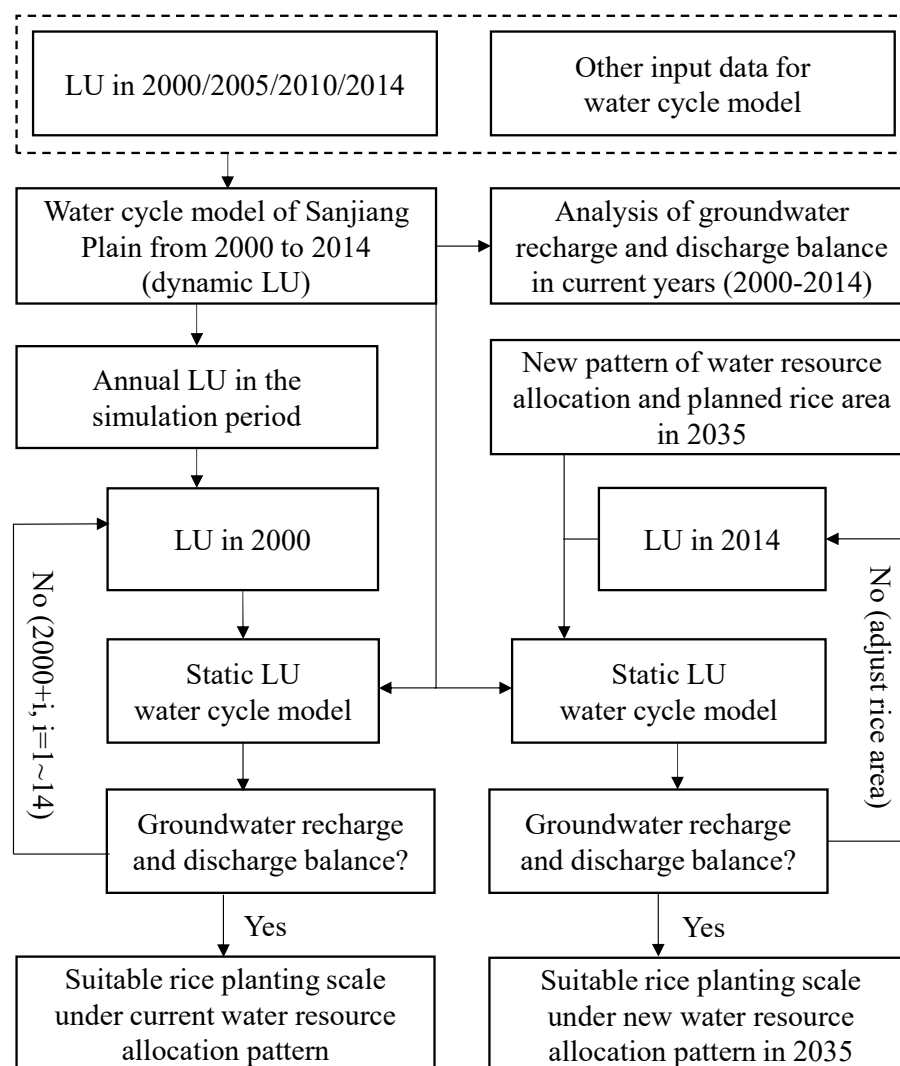 LU in 2000/2005/2010/2014
Other input data for
water cycle model
Water cycle model of Sanjiang
Plain from 2000 to 2014
(dynamic LU)
Analysis of groundwater
recharge and discharge balance
in current years (2000-2014)
Annual LU in the
simulation period
New pattern of water resource
allocation and planned rice area
in 2035
LU in 2000
LU in 2014
No (2000+i, i=1~14)
No (adjust rice area)
Static LU
water cycle model
Static LU
water cycle model
Groundwater recharge
and discharge balance?
Groundwater recharge
and discharge balance?
Yes
Yes
Suitable rice planting scale
under current water resource
allocation pattern
Suitable rice planting scale
under new water resource
allocation pattern in 2035